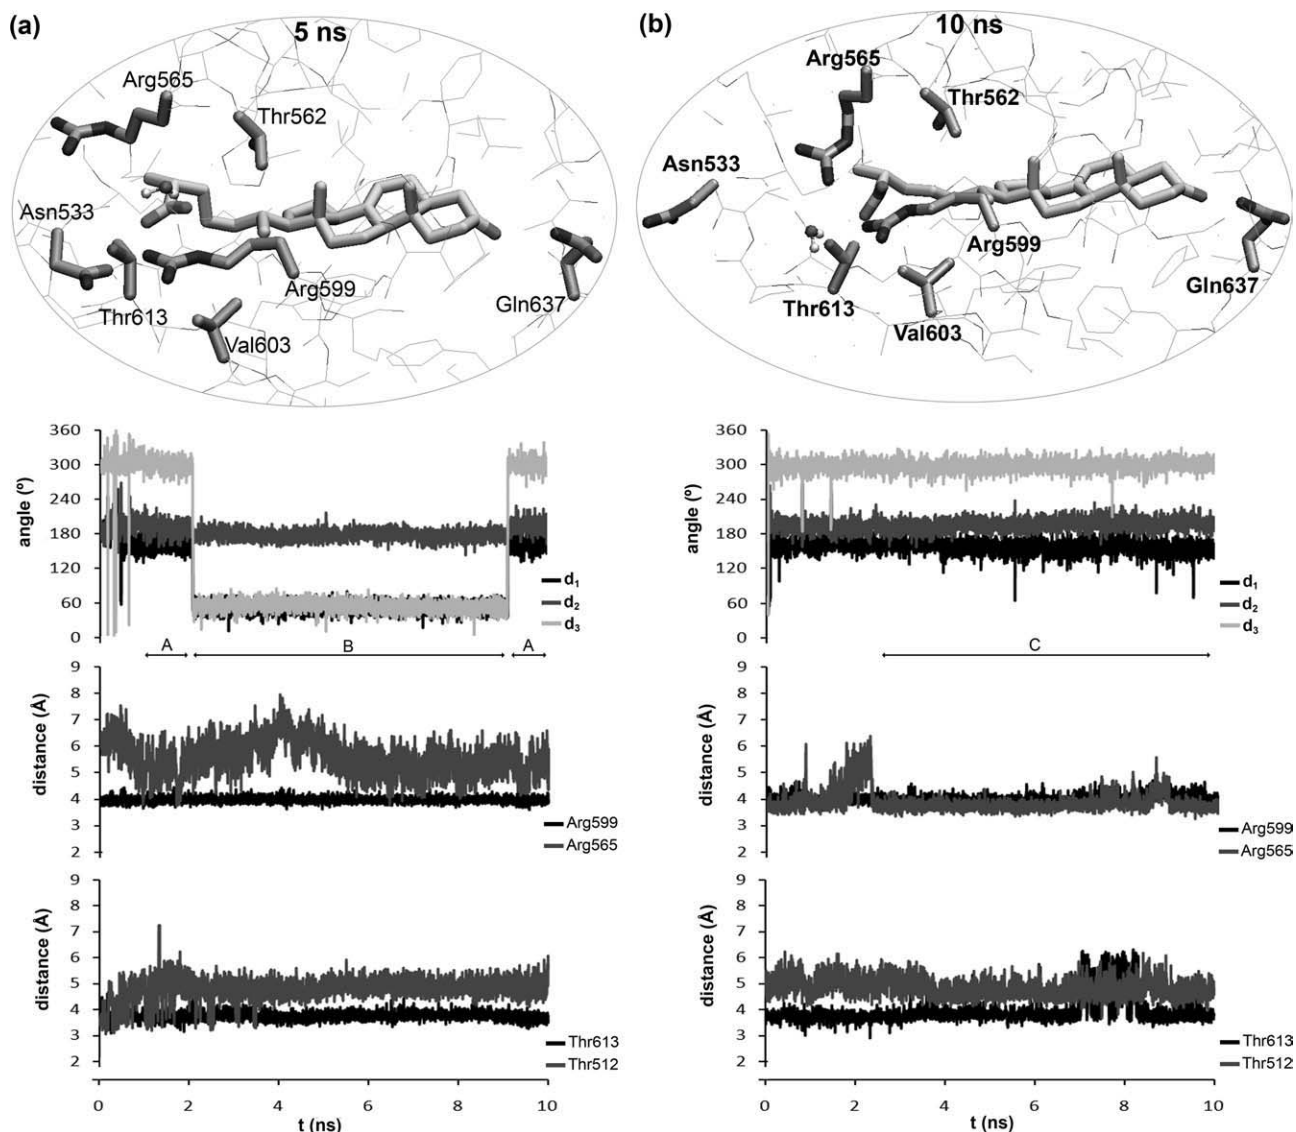 (a)
5 ns
Arg565
Thr562
Asn533
Thr613
Arg599
Val603
Gln637
(b)
10 ns
Arg565
Thr562
Asn533
Arg599
Thr613
Val603
Gln637
angle (º)
360
300
240
180
120
60
0
d1
d2
d3
A
B
A
distance (Å)
9
8
7
6
5
4
3
2
Arg599
Arg565
distance (Å)
9
8
7
6
5
4
3
2
Thr613
Thr512
0
2
4
6
8
10
t (ns)
angle (º)
360
300
240
180
120
60
0
d1
d2
d3
C
distance (Å)
9
8
7
6
5
4
3
2
Arg599
Arg565
distance (Å)
9
8
7
6
5
4
3
2
Thr613
Thr512
0
2
4
6
8
10
t (ns)